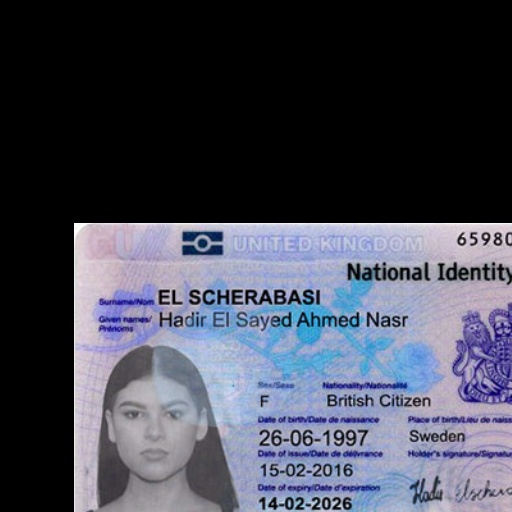 UNITED KINGDOM 65980
National Identity
Surname/Nom EL SCHERABASI
Given names/ Hadir El Sayed Ahmed Nasr
Prénoms
Sex/Sexe Nationality/Nationalité
F British Citizen
Date of birth/Date de naissance Place of birth/Lieu de naiss
26-06-1997 Sweden
Date of issue/Date de délivrance Holder's signature/Signatur
15-02-2016
Date of expiry/Date d'expiration
14-02-2026